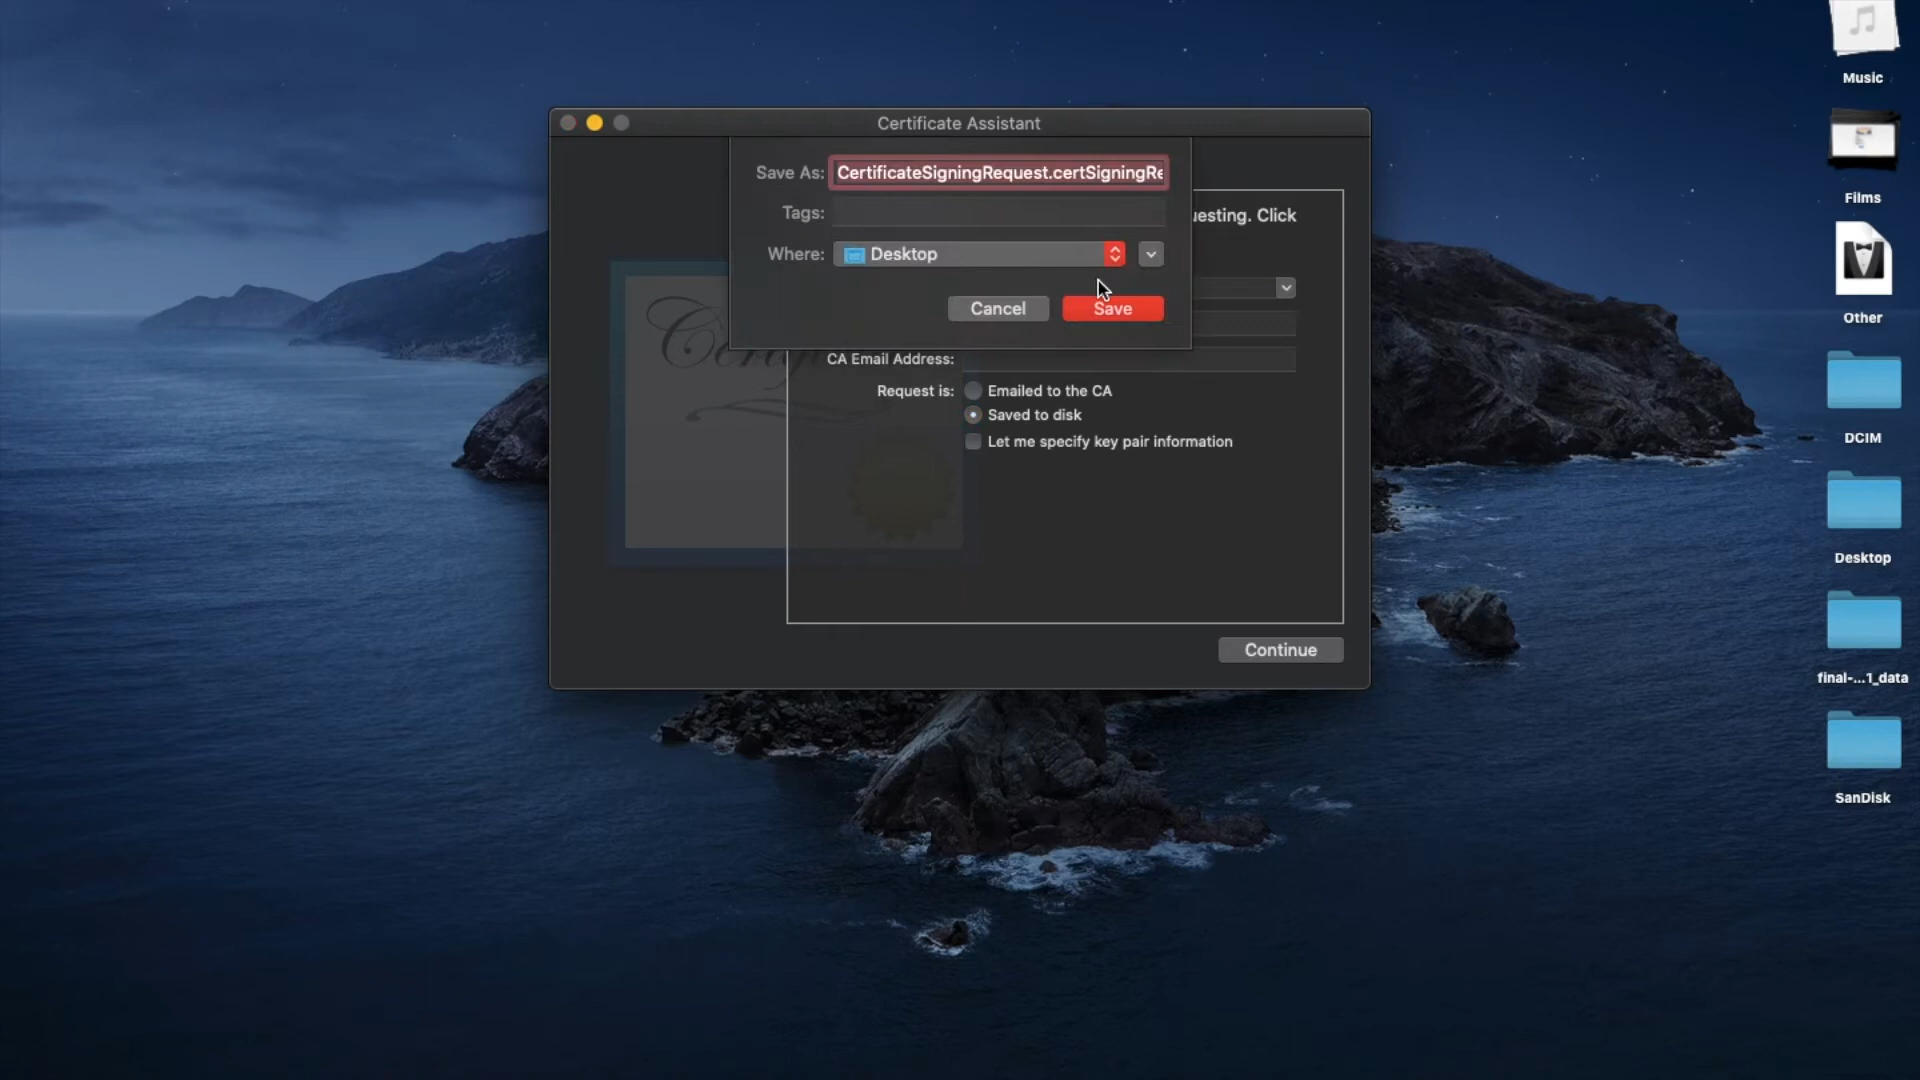 Certificate Assistant
Save As: CertificateSigningRequest.certSigningRe
Tags:
Where: Desktop
Cancel Save
uesting. Click
CA Email Address:
Request is: Emailed to the CA
Saved to disk
Let me specify key pair information
Continue
Music
Films
Other
DCIM
Desktop
final-...1_data
SanDisk